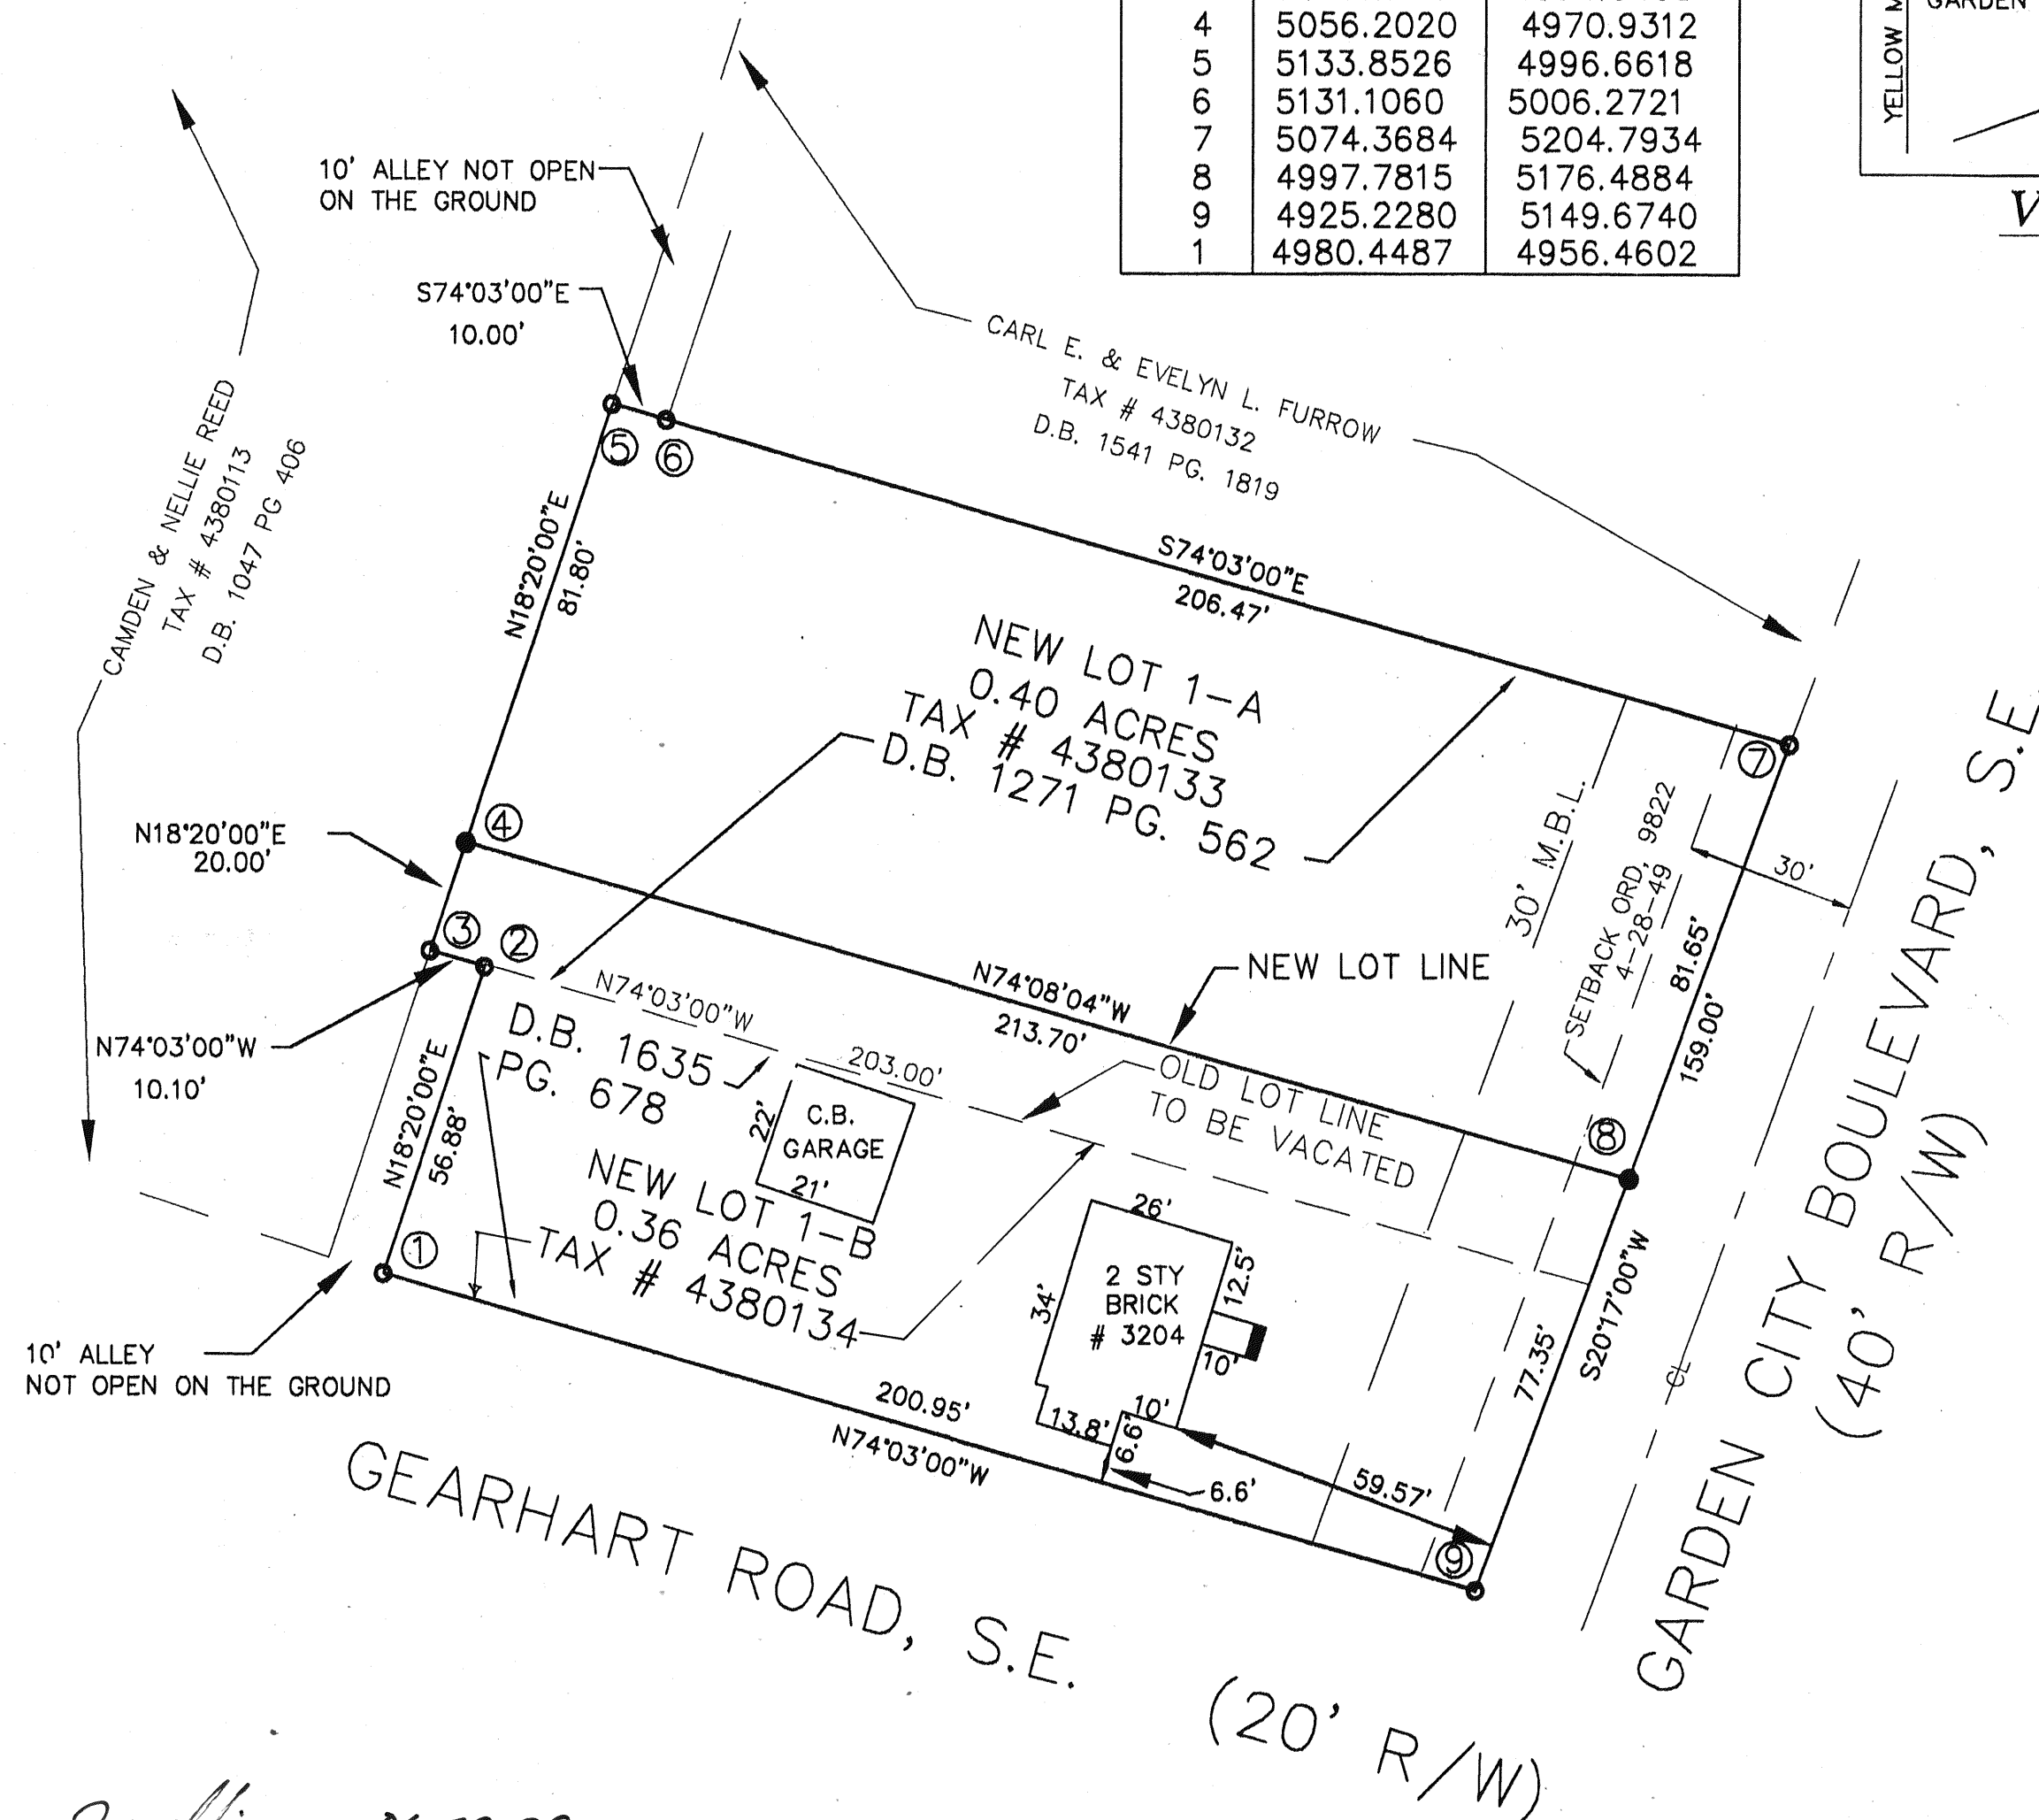 4 5056.2020 4970.9312
5 5133.8526 4996.6618
6 5131.1060 5006.2721
7 5074.3684 5204.7934
8 4997.7815 5176.4884
9 4925.2280 5149.6740
1 4980.4487 4956.4602
GARDEN
YELLOW M
V
10' ALLEY NOT OPEN
ON THE GROUND
S74°03'00"E
10.00'
CARL E. & EVELYN L. FURROW
TAX # 4380132
D.B. 1541 PG. 1819
CAMDEN & NELLIE REED
TAX # 4380113
D.B. 1047 PG 406
⑤ ⑥
N18°20'00"E
81.80'
S74°03'00"E
206.47'
NEW LOT 1-A
0.40 ACRES
TAX # 4380133
D.B. 1271 PG. 562
⑦
30' M.B.L.
SETBACK ORD, 9822
4-28-49
30'
81.65'
159.00'
④
N18°20'00"E
20.00'
③ ②
N74°03'00"W
10.10'
N74°08'04"W
213.70'
NEW LOT LINE
N74°03'00"W
203.00'
OLD LOT LINE
TO BE VACATED
⑧
D.B. 1635
PG. 678
C.B.
GARAGE
22'
21'
N18°20'00"E
56.88'
NEW LOT 1-B
0.36 ACRES
TAX # 4380134
①
26'
12.5'
34'
2 STY
BRICK
# 3204
10'
10'
13.8'
6.6'
6.6'
59.57'
77.35'
S20°17'00"W
CL
⑨
10' ALLEY
NOT OPEN ON THE GROUND
200.95'
N74°03'00"W
GEARHART ROAD, S.E. (20' R/W)
GARDEN CITY BOULEVARD, S.E.
(40' R/W)